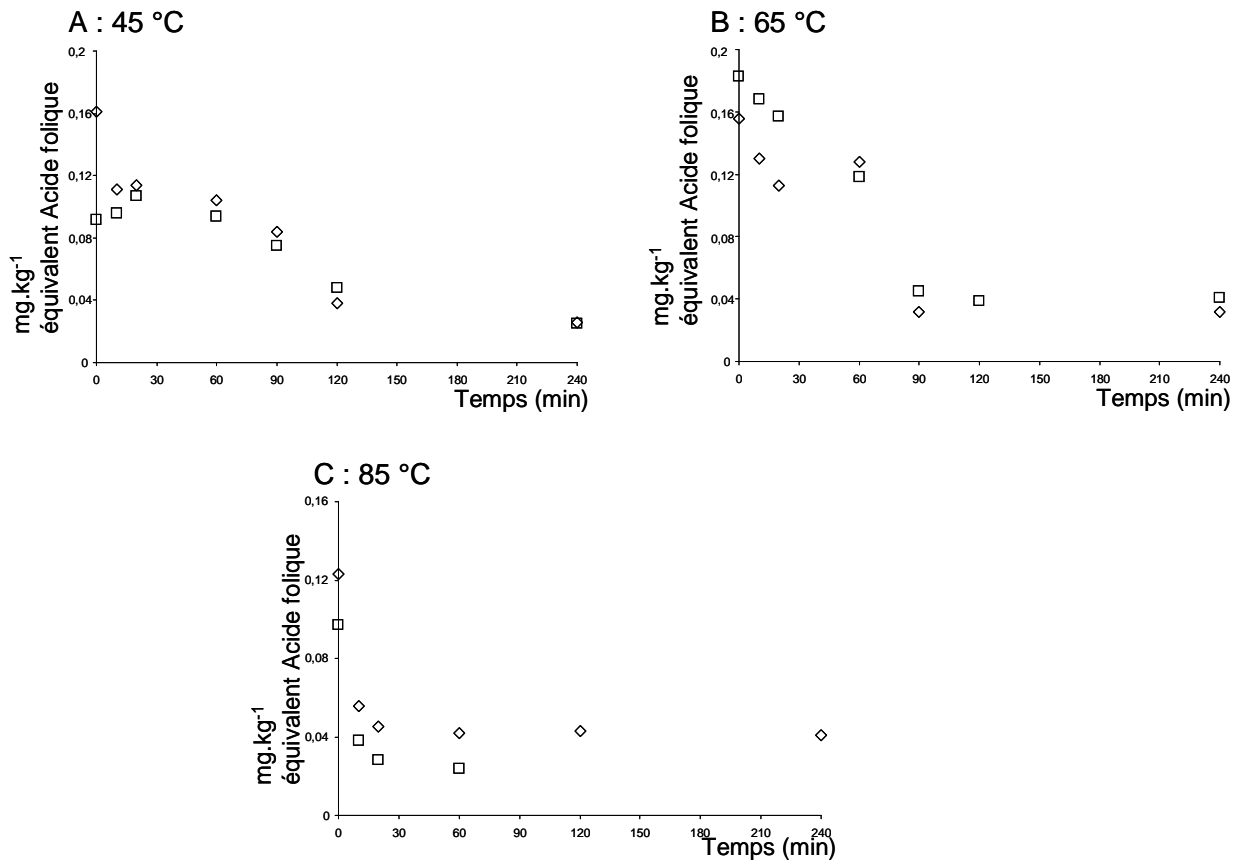 A : 45 °C
mg.kg-1
équivalent Acide folique
0,2
0,16
0,12
0,08
0,04
0
0 30 60 90 120 150 180 210 240
Temps (min)
B : 65 °C
mg.kg-1
équivalent Acide folique
0,2
0,16
0,12
0,08
0,04
0
0 30 60 90 120 150 180 210 240
Temps (min)
C : 85 °C
mg.kg-1
équivalent Acide folique
0,16
0,12
0,08
0,04
0
0 30 60 90 120 150 180 210 240
Temps (min)